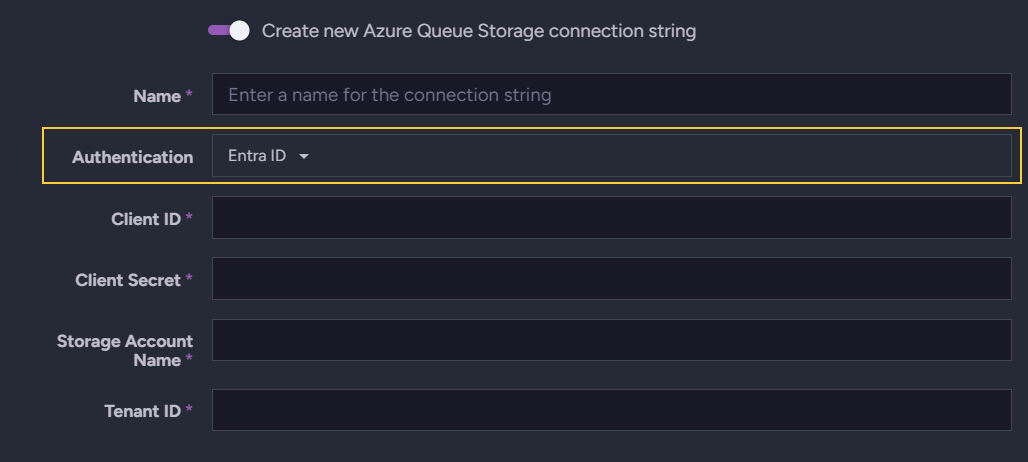 Create new Azure Queue Storage connection string
Name *
Enter a name for the connection string
Authentication
Entra ID
Client ID *
Client Secret *
Storage Account
Name *
Tenant ID *